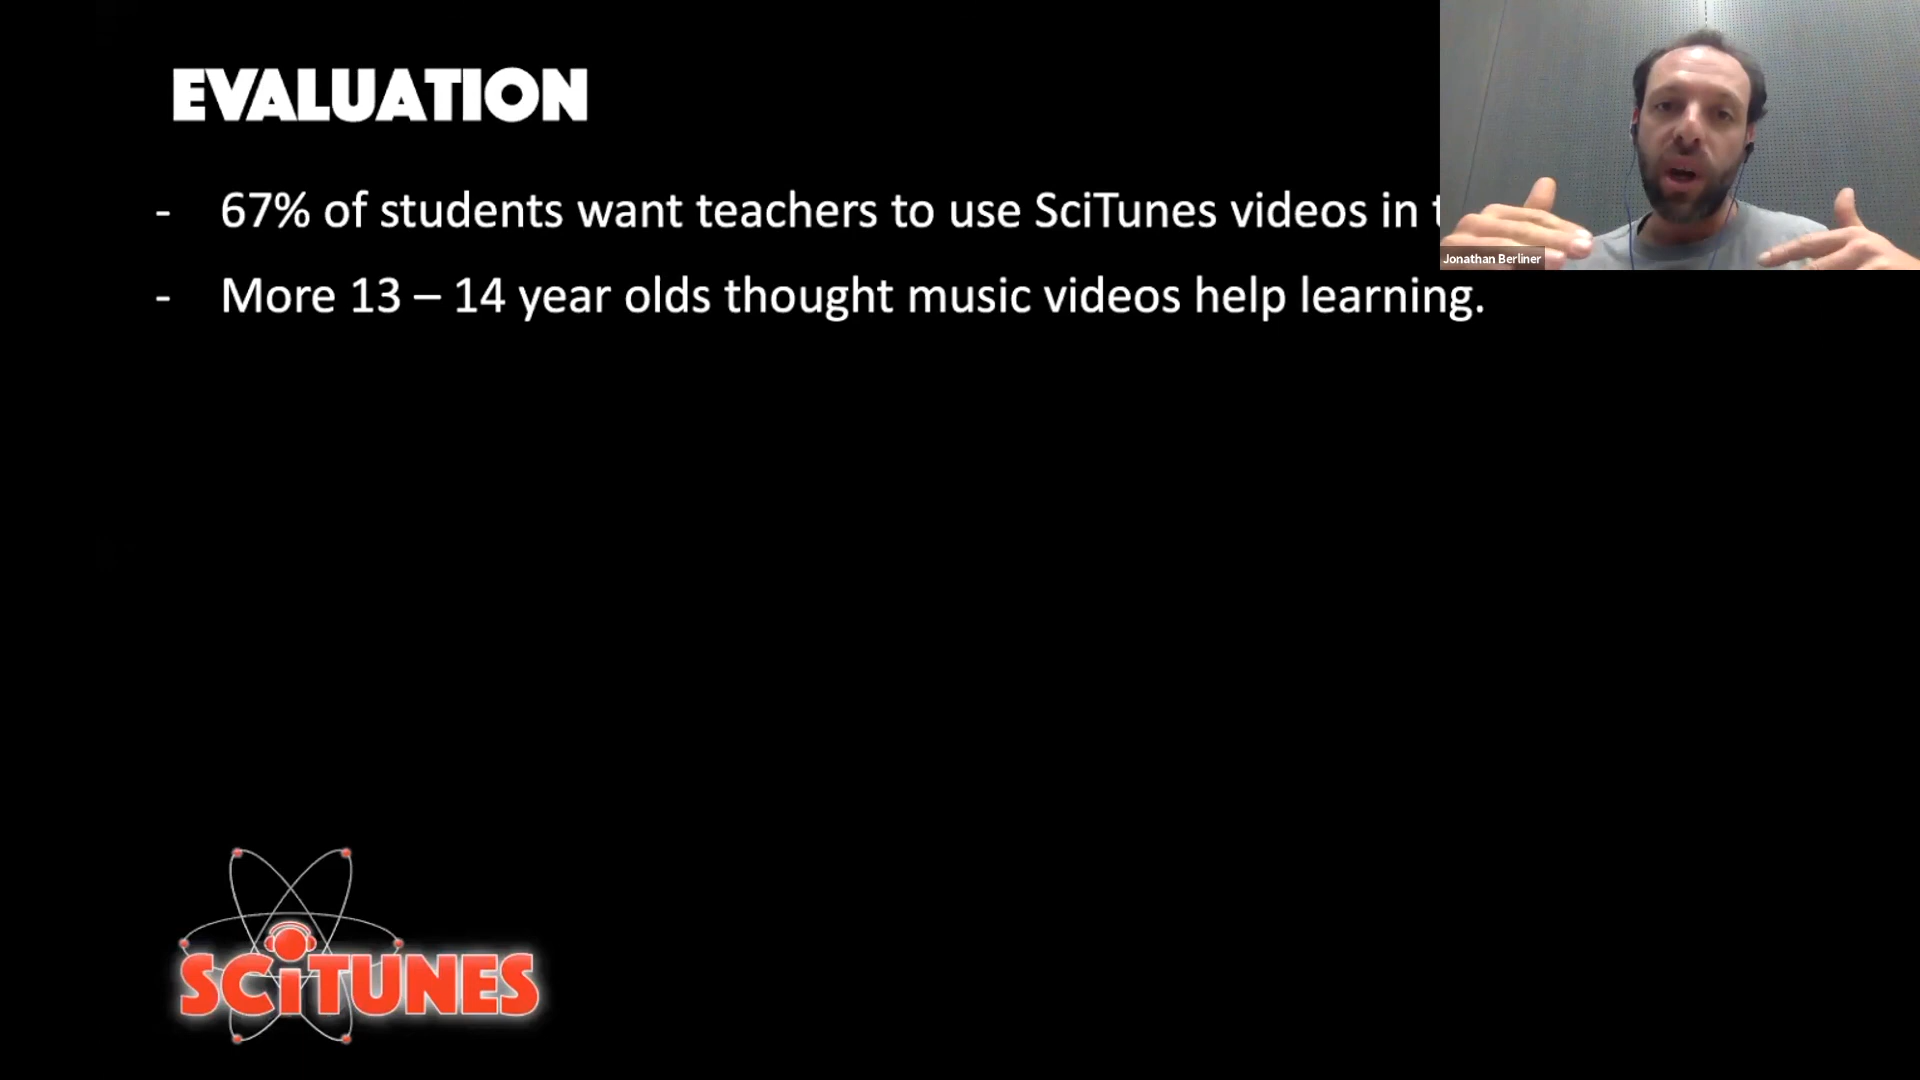 EVALUATION
- 67% of students want teachers to use SciTunes videos in
- More 13 – 14 year olds thought music videos help learning.
Jonathan Berliner
SCiTUNES